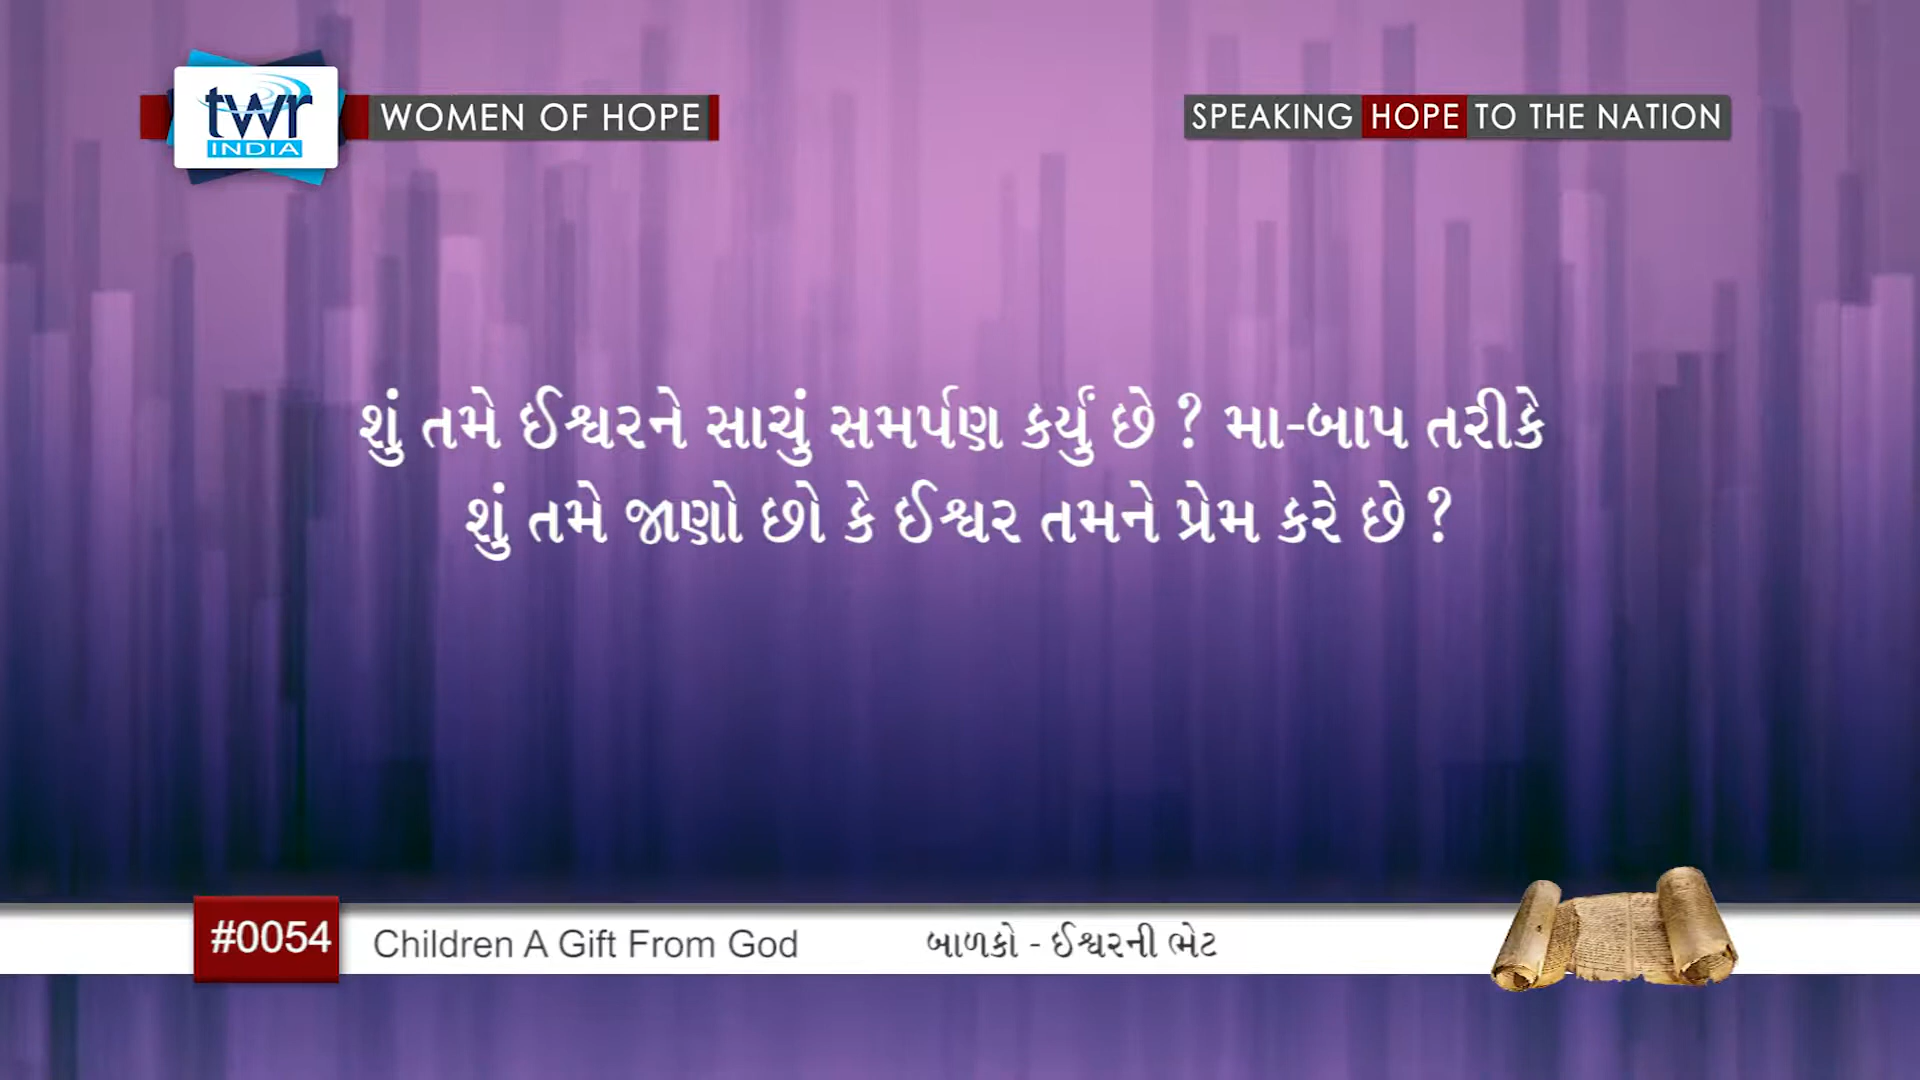 twr
INDIA
WOMEN OF HOPE
SPEAKING HOPE TO THE NATION
શું તમે ઈશ્વરને સાચું સમર્પણ કર્યું છે ? મા-બાપ તરીકે
શું તમે જાણો છો કે ઈશ્વર તમને પ્રેમ કરે છે ?
#0054
Children A Gift From God
બાળકો - ઈશ્વરની ભેટ